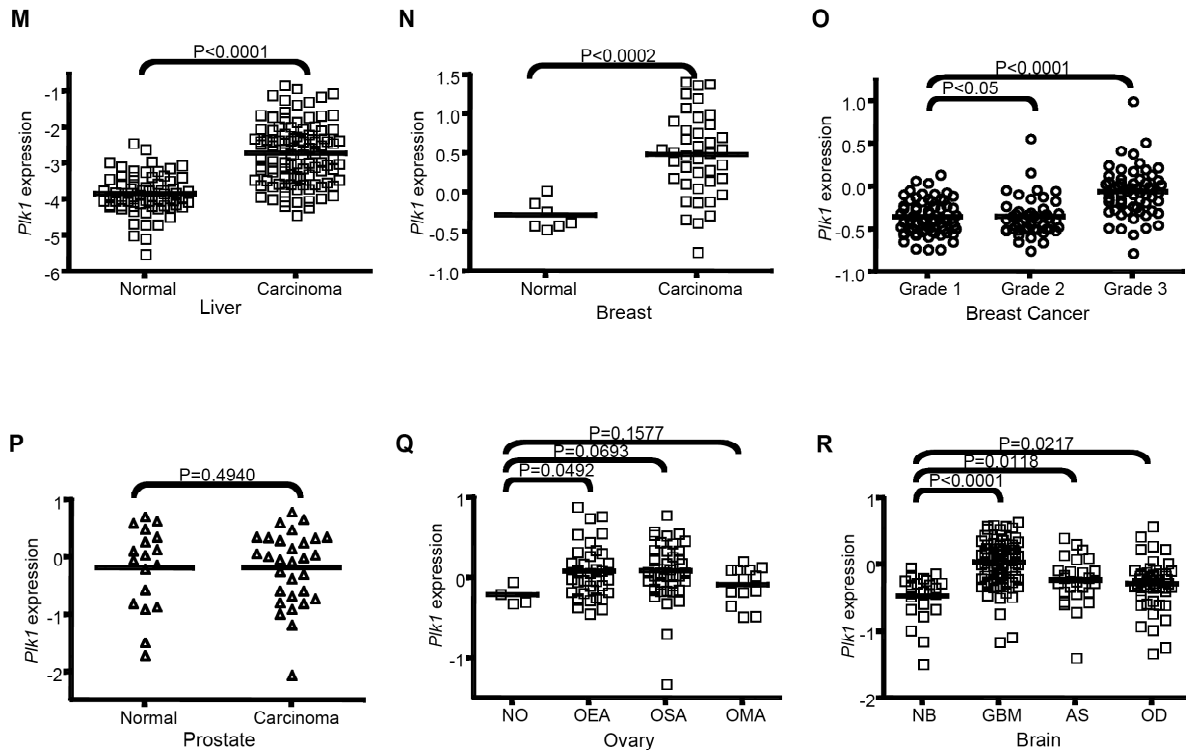 M
P<0.0001
-1
-2
-3
-4
-5
-6
Plk1 expression
Normal Carcinoma
Liver
N
P<0.0002
1.5
1.0
0.5
0.0
-0.5
-1.0
Plk1 expression
Normal Carcinoma
Breast
O
P<0.0001
P<0.05
1.0
0.0
-0.5
-1.0
Plk1 expression
Grade 1 Grade 2 Grade 3
Breast Cancer
P
P=0.4940
1
0
-1
-2
Plk1 expression
Normal Carcinoma
Prostate
Q
P=0.1577
P=0.0693
P=0.0492
1
0
-1
Plk1 expression
NO OEA OSA OMA
Ovary
R
P=0.0217
P=0.0118
P<0.0001
1
0
-1
-2
Plk1 expression
NB GBM AS OD
Brain